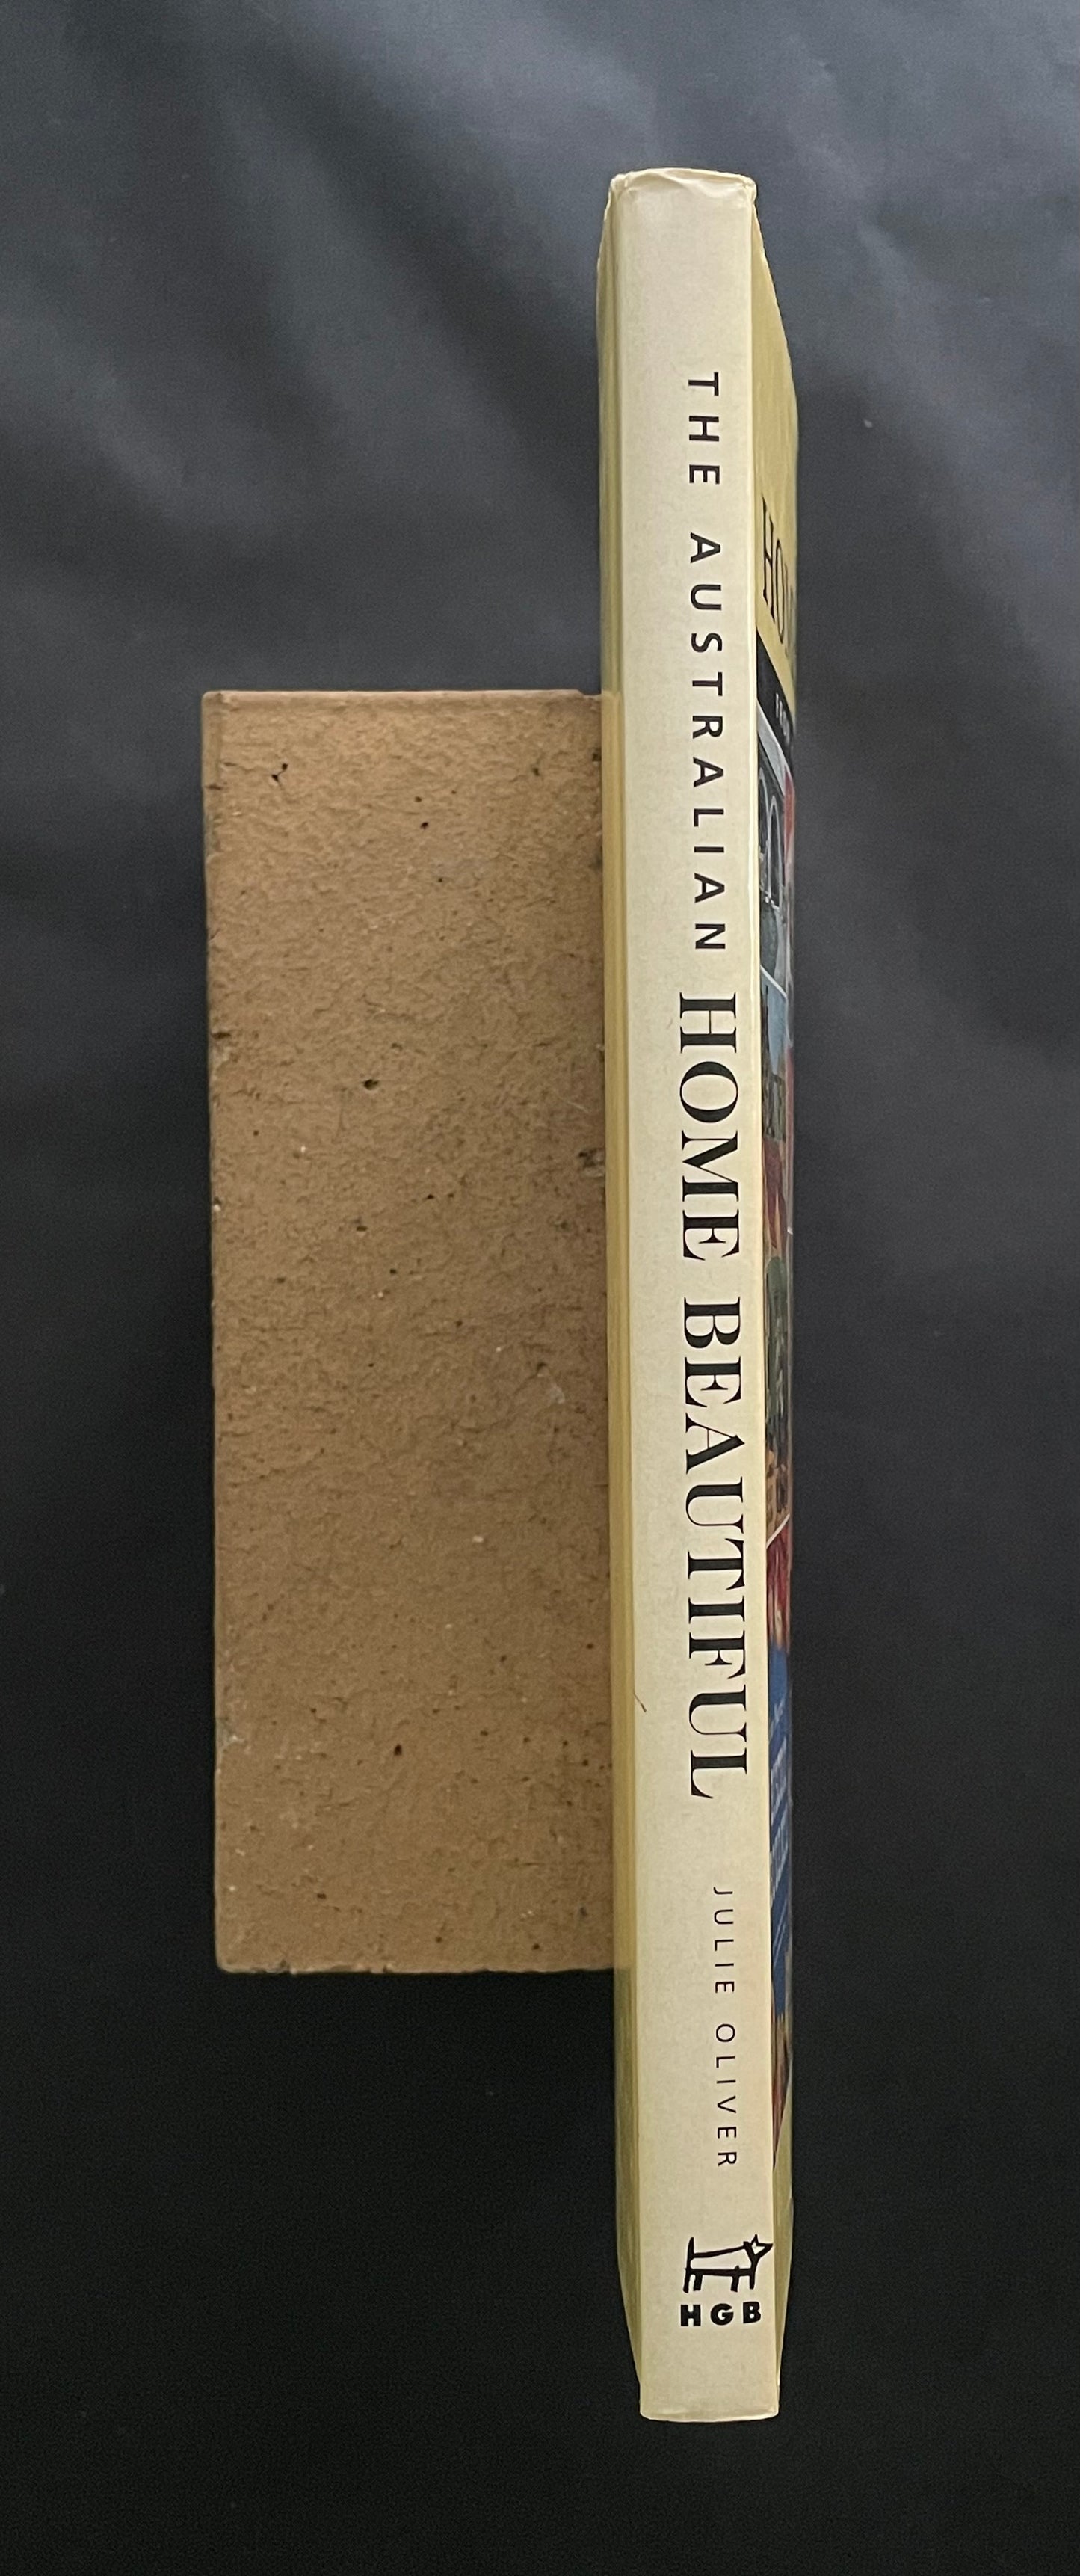 THE AUSTRALIAN HOME BEAUTIFUL
JULIE OLIVER
HGB